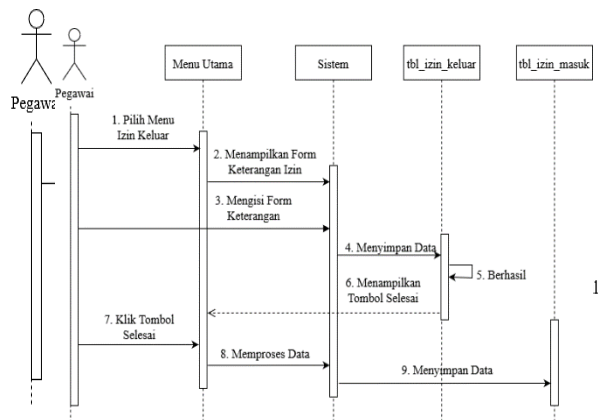 Menu Utama
Sistem
tbl_izin_keluar
tbl_izin_masuk
Pegawai
Pegawa
1. Pilih Menu
Izin Keluar
2. Menampilkan Form
Keterangan Izin
3. Mengisi Form
Keterangan
4. Menyimpan Data
5. Berhasil
6. Menampilkan
Tombol Selesai
1
7. Klik Tombol
Selesai
8. Memproses Data
9. Menyimpan Data